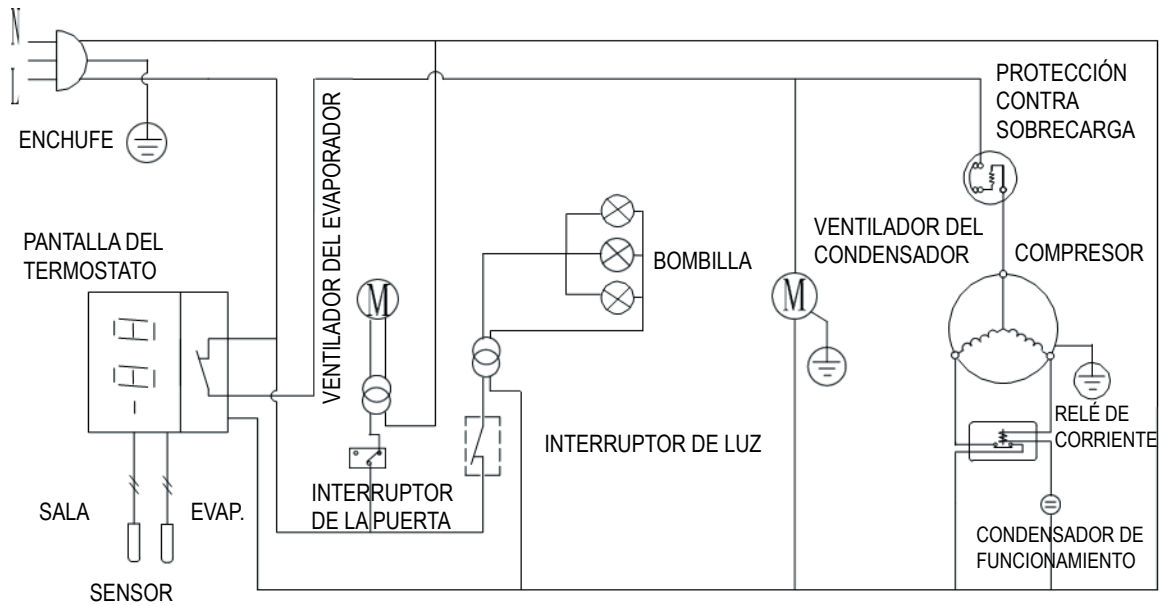 N
L
ENCHUFE
PANTALLA DEL
TERMOSTATO
SALA
EVAP.
SENSOR
VENTILADOR DEL EVAPORADOR
M
INTERRUPTOR
DE LA PUERTA
BOMBILLA
INTERRUPTOR DE LUZ
VENTILADOR DEL
CONDENSADOR
M
PROTECCIÓN
CONTRA
SOBRECARGA
COMPRESOR
RELÉ DE
CORRIENTE
CONDENSADOR DE
FUNCIONAMIENTO